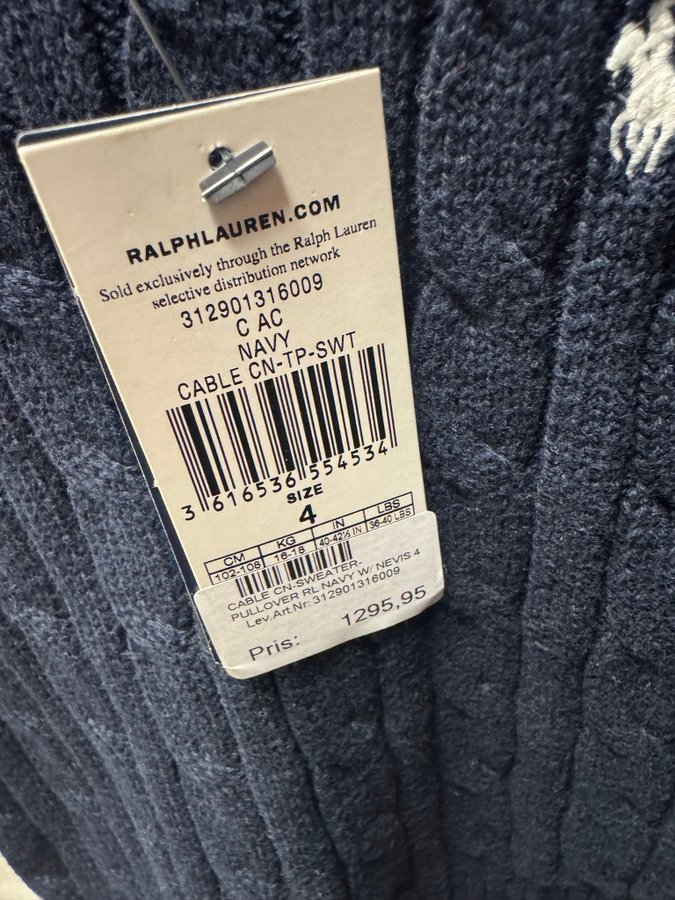 RALPHLAUREN.COM
Sold exclusively through the Ralph Lauren
selective distribution network
312901316009
C AC
NAVY
CABLE CN-TP-SWT
3 616536 554534
SIZE
4
CM KG IN LBS
102-108 16-18 40-42½ IN 36-40 LBS
CABLE CN-SWEATER-
PULLOVER RL NAVY W/ NEVIS 4
Lev.Art.Nr: 312901316009
Pris: 1295,95